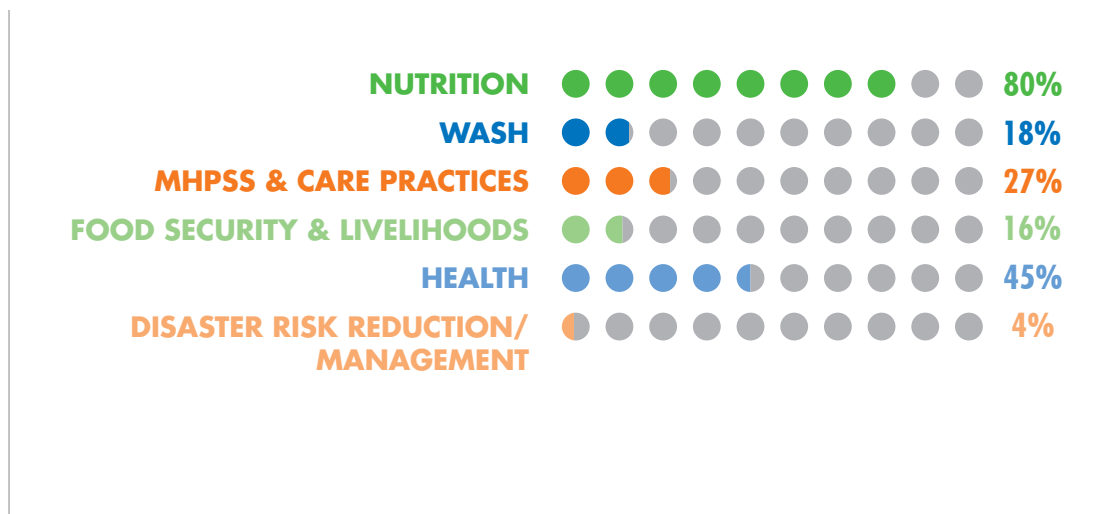 NUTRITION 80%
WASH 18%
MHPSS & CARE PRACTICES 27%
FOOD SECURITY & LIVELIHOODS 16%
HEALTH 45%
DISASTER RISK REDUCTION/ 4%
MANAGEMENT